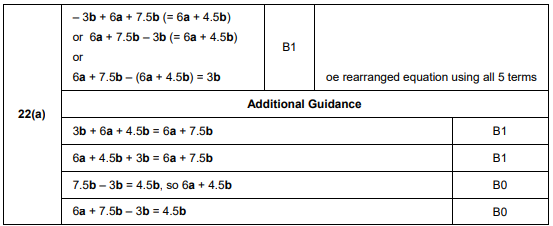 – 3b + 6a + 7.5b (= 6a + 4.5b)
or 6a + 7.5b – 3b (= 6a + 4.5b)
or
6a + 7.5b – (6a + 4.5b) = 3b
B1
oe rearranged equation using all 5 terms
22(a)
Additional Guidance
3b + 6a + 4.5b = 6a + 7.5b
B1
6a + 4.5b + 3b = 6a + 7.5b
B1
7.5b – 3b = 4.5b, so 6a + 4.5b
B0
6a + 7.5b – 3b = 4.5b
B0